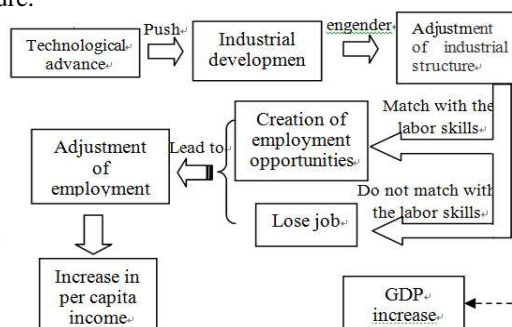 ure.
Technological
advance
Push
Industrial
developmen
engender
Adjustment
of industrial
structure
Match with the
labor skills
Creation of
employment
opportunities
Lead to
Adjustment
of
employment
Do not match with
the labor skills
Lose job
Increase in
per capita
income
GDP
increase